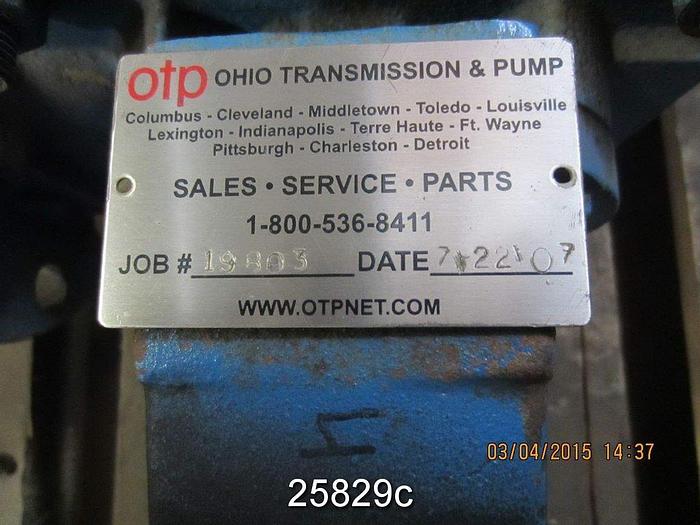 otp OHIO TRANSMISSION & PUMP
Columbus - Cleveland - Middletown - Toledo - Louisville
Lexington - Indianapolis - Terre Haute - Ft. Wayne
Pittsburgh - Charleston - Detroit
SALES • SERVICE • PARTS
1-800-536-8411
JOB # 19803 DATE 7 22 07
WWW.OTPNET.COM
03/04/2015 14:37
25829c